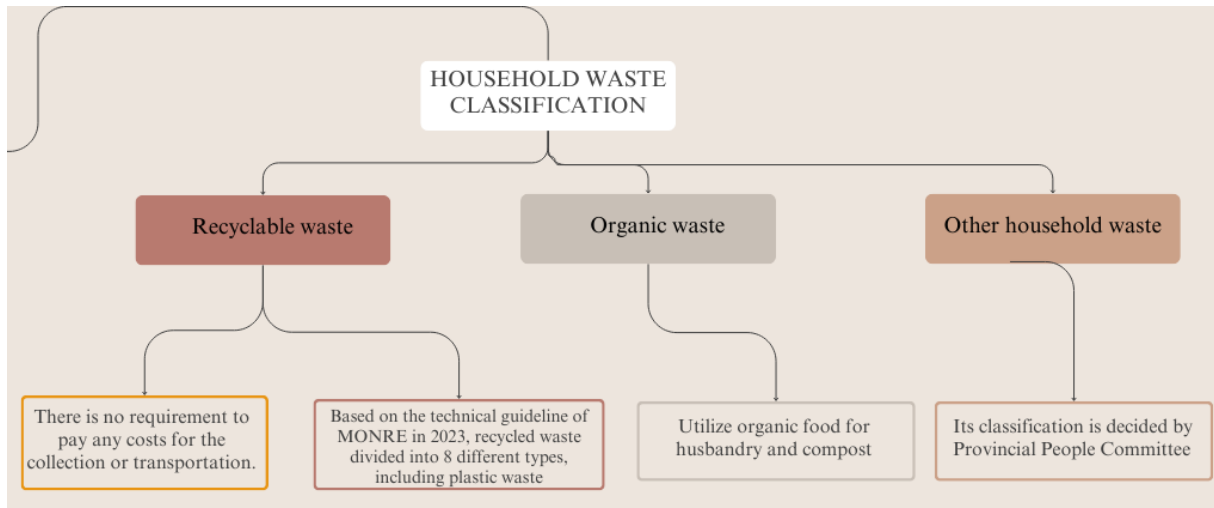 HOUSEHOLD WASTE
CLASSIFICATION
Recyclable waste
Organic waste
Other household waste
There is no requirement to
pay any costs for the
collection or transportation.
Based on the technical guideline of
MONRE in 2023, recycled waste
divided into 8 different types,
including plastic waste
Utilize organic food for
husbandry and compost
Its classification is decided by
Provincial People Committee